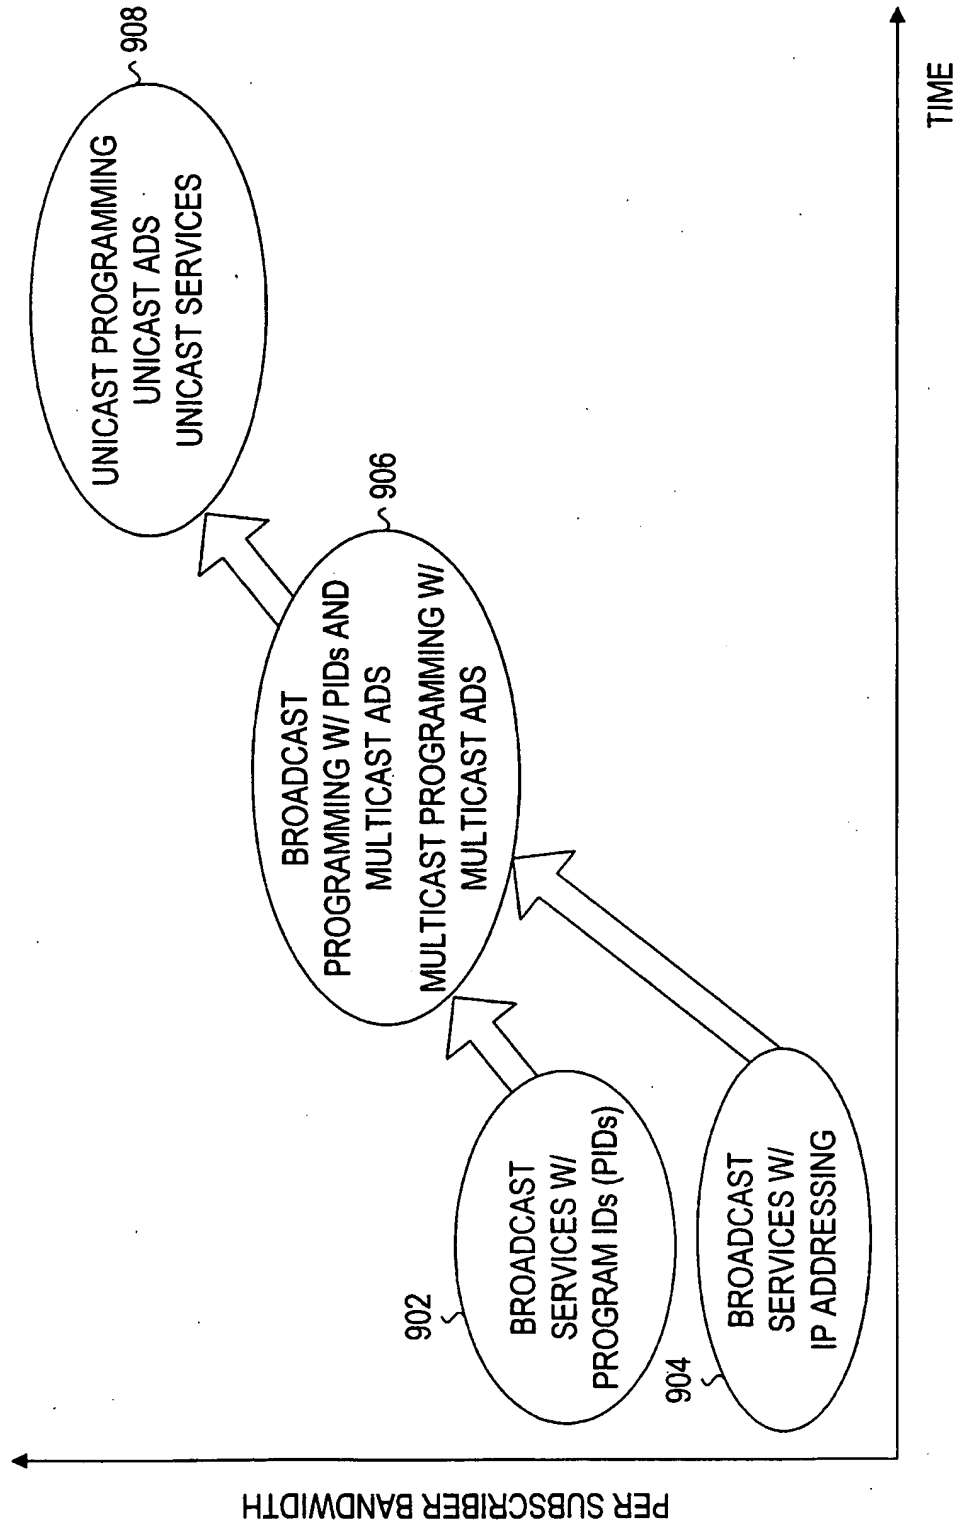 PER SUBSCRIBER BANDWIDTH
902
BROADCAST
SERVICES W/
PROGRAM IDs (PIDs)
904
BROADCAST
SERVICES W/
IP ADDRESSING
906
BROADCAST
PROGRAMMING W/ PIDs AND
MULTICAST ADS
MULTICAST PROGRAMMING W/
MULTICAST ADS
908
UNICAST PROGRAMMING
UNICAST ADS
UNICAST SERVICES
TIME